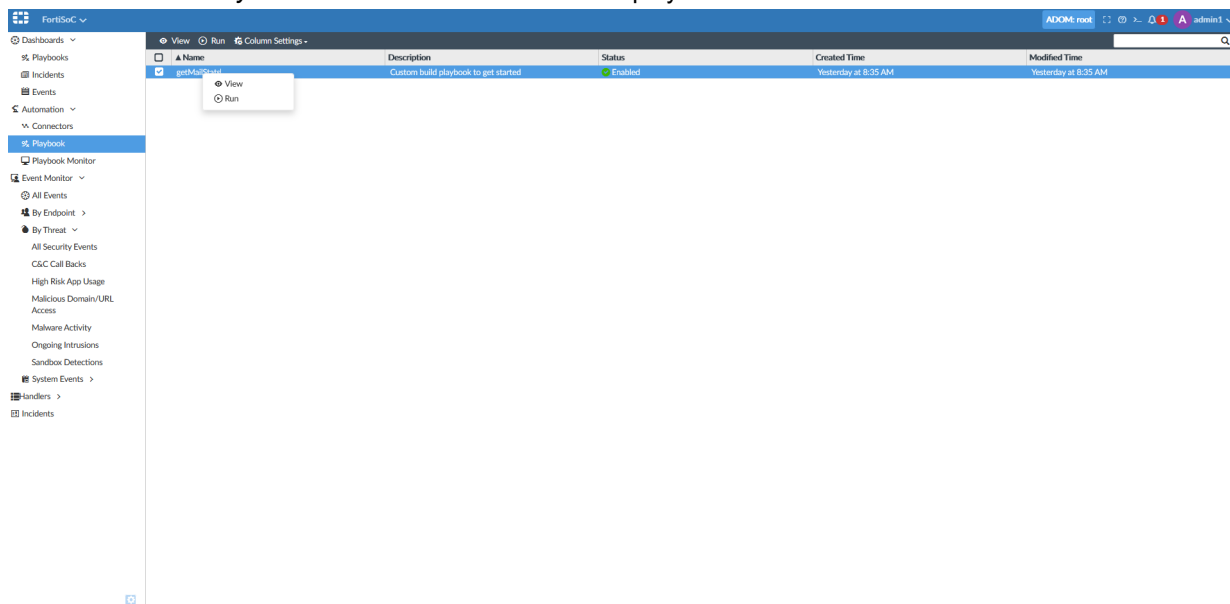 FortiSoC
ADOM: root
1
A
admin1
Dashboards
View Run Column Settings
Playbooks
Name Description Status Created Time Modified Time
Custom build playbook to get started Enabled Yesterday at 8:35 AM Yesterday at 8:35 AM
View
Run
Incidents
Events
Automation
Connectors
Playbook
Playbook Monitor
Event Monitor
All Events
By Endpoint
By Threat
All Security Events
C&C Call Backs
High Risk App Usage
Malicious Domain/URL
Access
Malware Activity
Ongoing Intrusions
Sandbox Detections
System Events
Handlers
Incidents